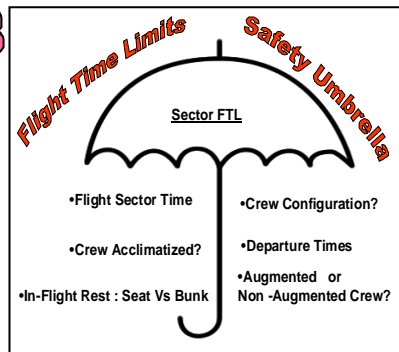 Flight Time Limits
Safety Umbrella
Sector FTL
•Flight Sector Time
•Crew Configuration?
•Crew Acclimatized?
•Departure Times
•In-Flight Rest : Seat Vs Bunk
•Augmented or
Non -Augmented Crew?